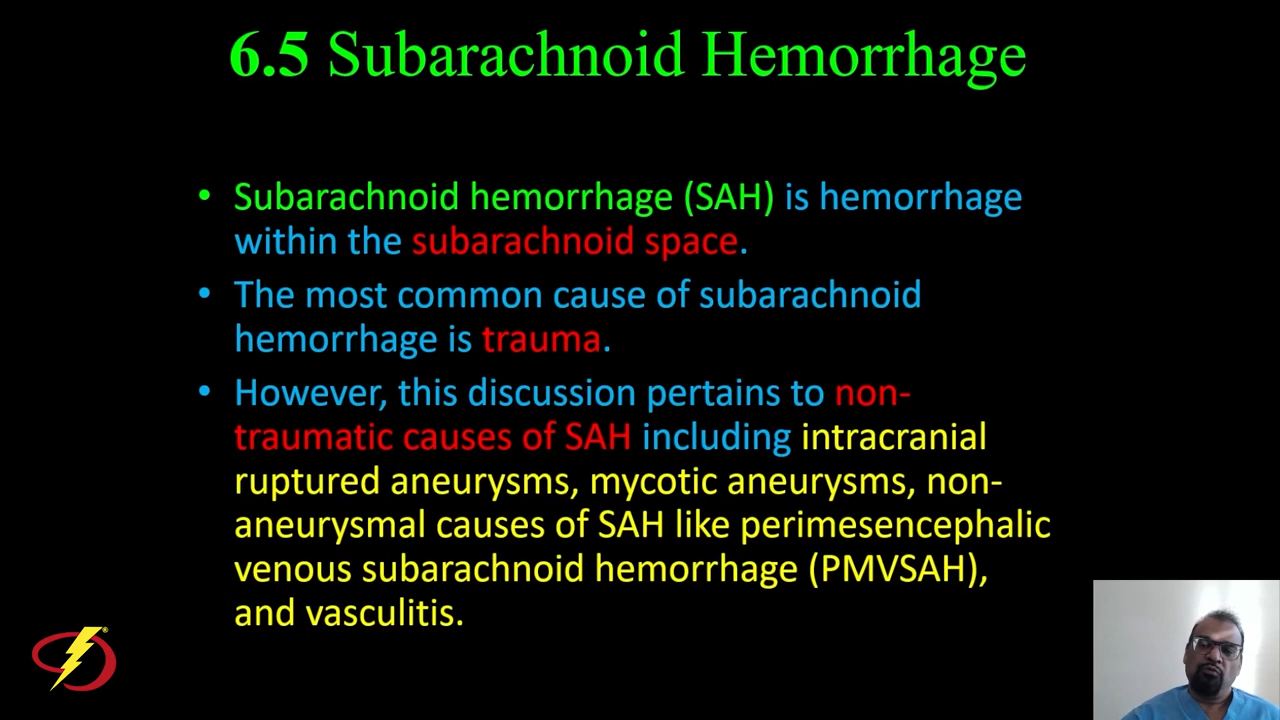 6.5 Subarachnoid Hemorrhage
• Subarachnoid hemorrhage (SAH) is hemorrhage
within the subarachnoid space.
• The most common cause of subarachnoid
hemorrhage is trauma.
• However, this discussion pertains to non-
traumatic causes of SAH including intracranial
ruptured aneurysms, mycotic aneurysms, non-
aneurysmal causes of SAH like perimesencephalic
venous subarachnoid hemorrhage (PMVSAH),
and vasculitis.
®